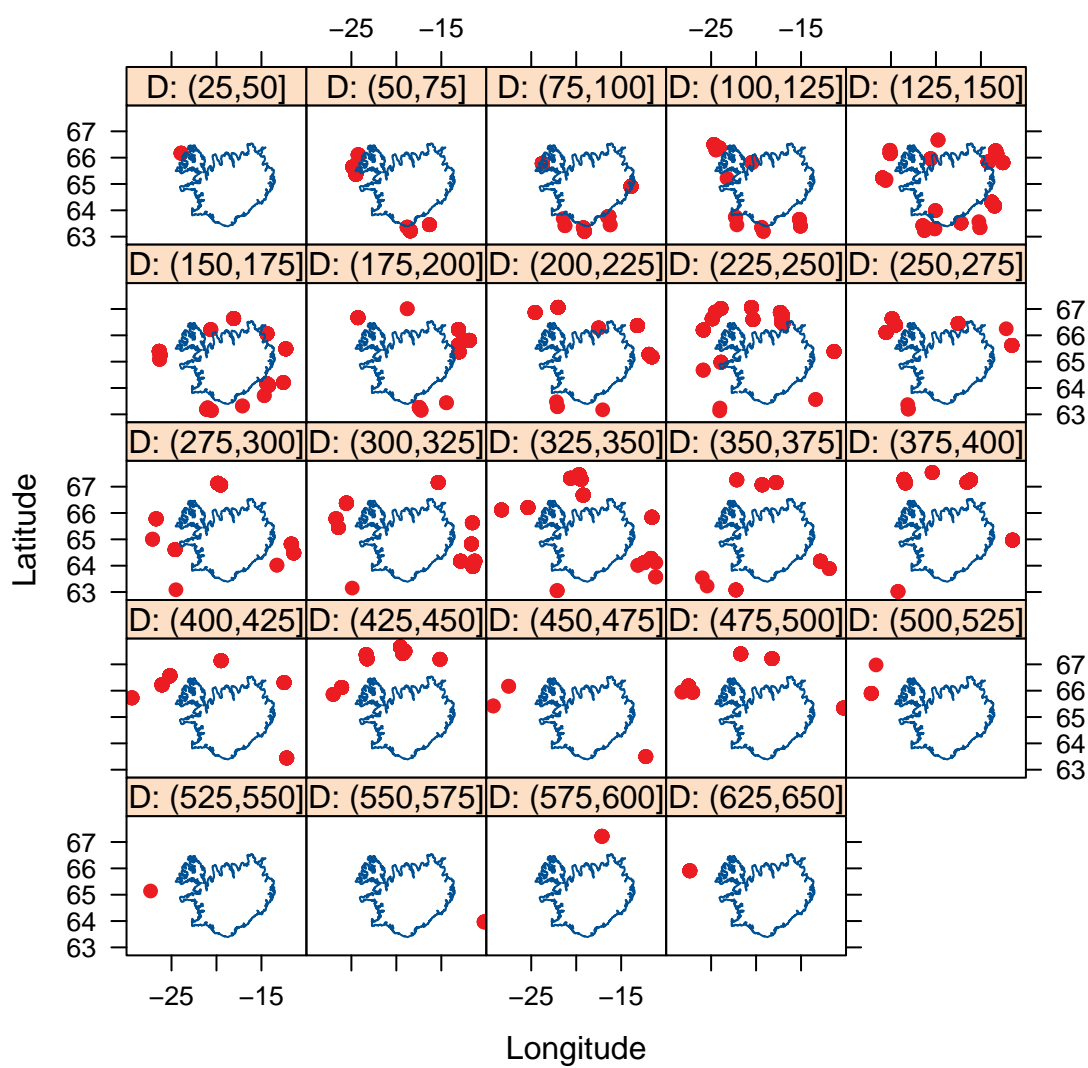 −25 −15 −25 −15
D: (25,50] D: (50,75] D: (75,100] D: (100,125] D: (125,150]
67
66
65
64
63
D: (150,175] D: (175,200] D: (200,225] D: (225,250] D: (250,275]
67
66
65
64
63
D: (275,300] D: (300,325] D: (325,350] D: (350,375] D: (375,400]
67
66
65
64
63
D: (400,425] D: (425,450] D: (450,475] D: (475,500] D: (500,525]
67
66
65
64
63
D: (525,550] D: (550,575] D: (575,600] D: (625,650]
67
66
65
64
63
−25 −15 −25 −15
Longitude
Latitude